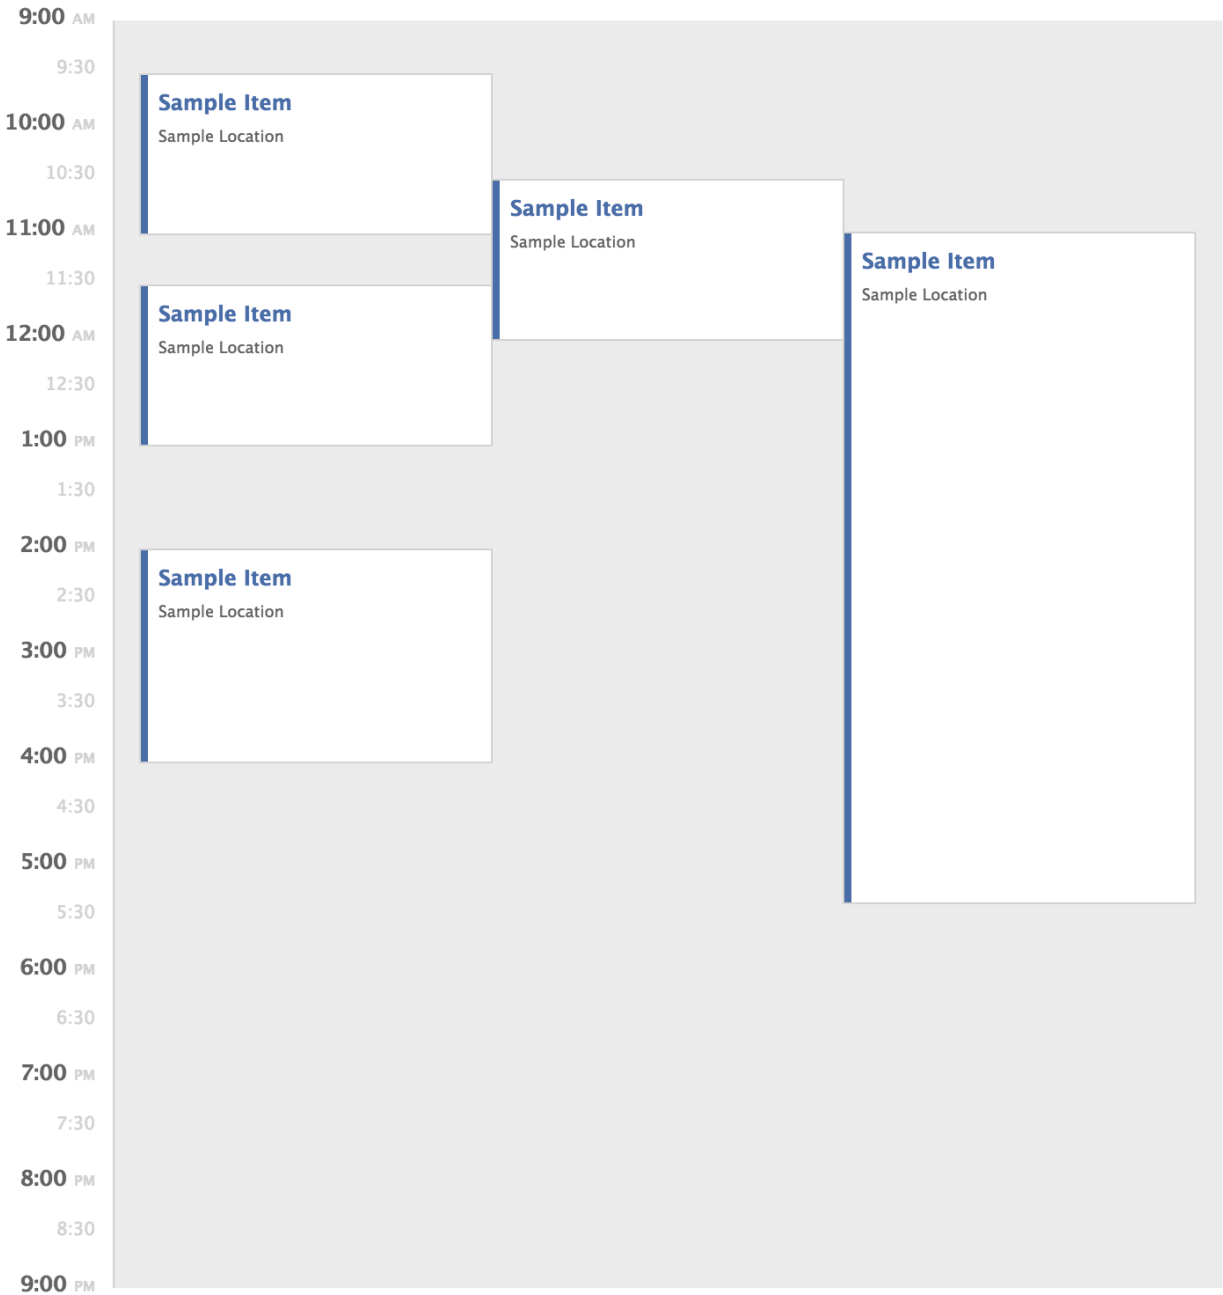 9:00 AM
9:30
Sample Item
10:00 AM
Sample Location
10:30
Sample Item
11:00 AM
Sample Location
Sample Item
11:30
Sample Location
Sample Item
12:00 AM
Sample Location
12:30
1:00 PM
1:30
2:00 PM
Sample Item
2:30
Sample Location
3:00 PM
3:30
4:00 PM
4:30
5:00 PM
5:30
6:00 PM
6:30
7:00 PM
7:30
8:00 PM
8:30
9:00 PM